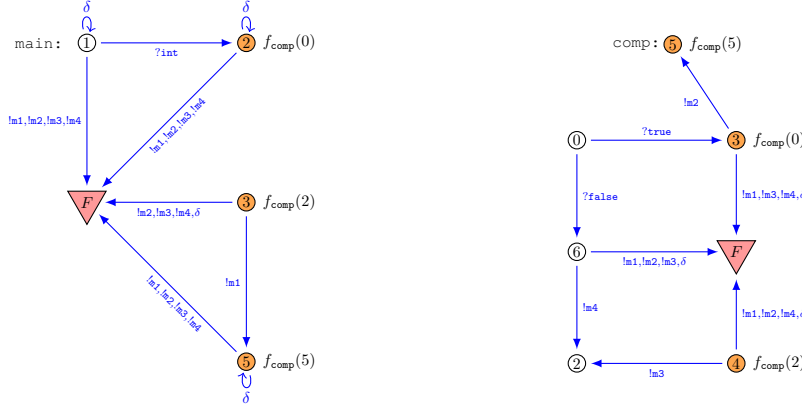 δ δ
main: 1 ?int 2 f_comp(0)
!m1,!m2,!m3,!m4
!m1,!m2,!m3,!m4
F !m2,!m3,!m4,δ 3 f_comp(2)
!m1
!m1,!m2,!m3,!m4
5 f_comp(5)
δ
comp: 5 f_comp(5)
!m2
0 ?true 3 f_comp(0)
?false
!m1,!m3,!m4,δ
6 !m1,!m2,!m3,δ F
!m4
!m1,!m2,!m4,δ
2 !m3 4 f_comp(2)